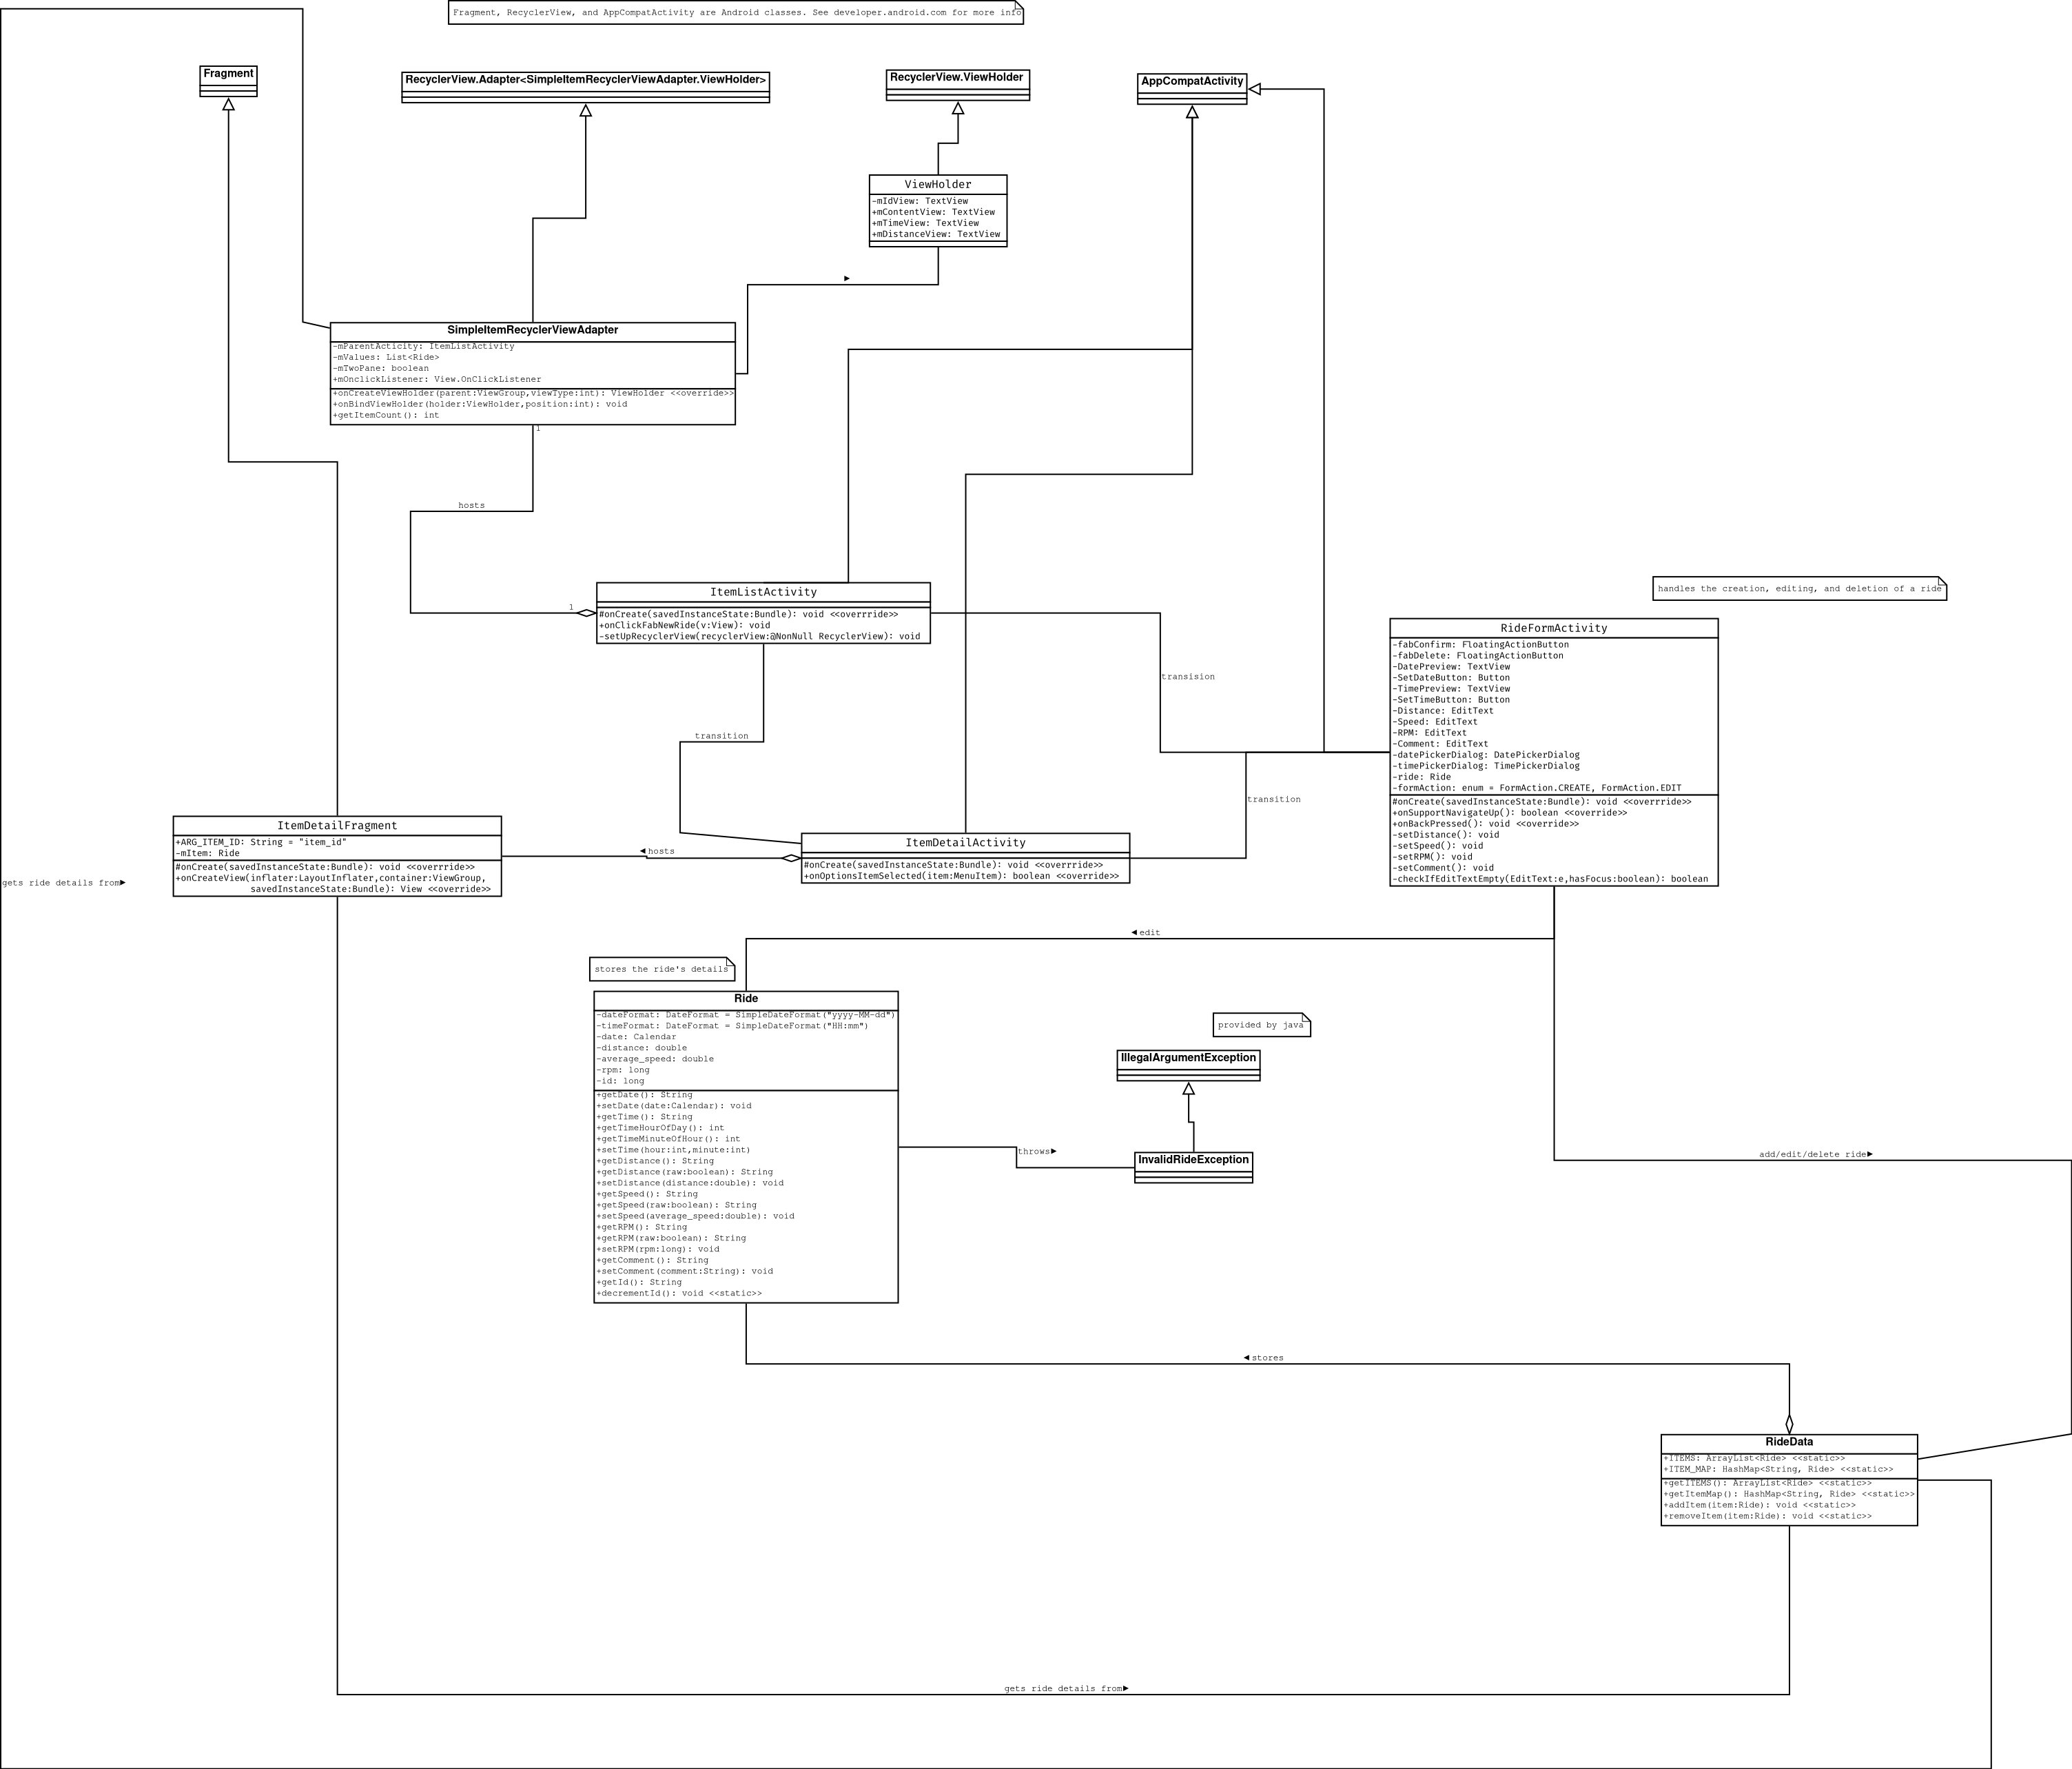 Fragment, RecyclerView, and AppCompatActivity are Android classes. See developer.android.com for more info
Fragment
RecyclerView.Adapter<SimpleItemRecyclerViewAdapter.ViewHolder>
RecyclerView.ViewHolder
AppCompatActivity
ViewHolder
-mIdView: TextView
+mContentView: TextView
+mTimeView: TextView
+mDistanceView: TextView
SimpleItemRecyclerViewAdapter
-mParentActicity: ItemListActivity
-mValues: List<Ride>
-mTwoPane: boolean
+mOnclickListener: View.OnClickListener
+onCreateViewHolder(parent:ViewGroup,viewType:int): ViewHolder <<override>>
+onBindViewHolder(holder:ViewHolder,position:int): void
+getItemCount(): int
1
hosts
1
ItemListActivity
#onCreate(savedInstanceState:Bundle): void <<overrride>>
+onClickFabNewRide(v:View): void
-setUpRecyclerView(recyclerView:@NonNull RecyclerView): void
handles the creation, editing, and deletion of a ride
RideFormActivity
-fabConfirm: FloatingActionButton
-fabDelete: FloatingActionButton
-DatePreview: TextView
-SetDateButton: Button
-TimePreview: TextView
-SetTimeButton: Button
-Distance: EditText
-Speed: EditText
-RPM: EditText
-Comment: EditText
-datePickerDialog: DatePickerDialog
-timePickerDialog: TimePickerDialog
-ride: Ride
-formAction: enum = FormAction.CREATE, FormAction.EDIT
#onCreate(savedInstanceState:Bundle): void <<overrride>>
+onSupportNavigateUp(): boolean <<override>>
+onBackPressed(): void <<override>>
-setDistance(): void
-setSpeed(): void
-setRPM(): void
-setComment(): void
-checkIfEditTextEmpty(EditText:e,hasFocus:boolean): boolean
transision
transition
transition
ItemDetailFragment
+ARG_ITEM_ID: String = "item_id"
-mItem: Ride
#onCreate(savedInstanceState:Bundle): void <<overrride>>
+onCreateView(inflater:LayoutInflater,container:ViewGroup,
savedInstanceState:Bundle): View <<override>>
hosts
ItemDetailActivity
#onCreate(savedInstanceState:Bundle): void <<overrride>>
+onOptionsItemSelected(item:MenuItem): boolean <<override>>
gets ride details from
edit
stores the ride's details
Ride
-dateFormat: DateFormat = SimpleDateFormat("yyyy-MM-dd")
-timeFormat: DateFormat = SimpleDateFormat("HH:mm")
-date: Calendar
-distance: double
-average_speed: double
-rpm: long
-id: long
+getDate(): String
+setDate(date:Calendar): void
+getTime(): String
+getTimeHourOfDay(): int
+getTimeMinuteOfHour(): int
+setTime(hour:int,minute:int)
+getDistance(): String
+getDistance(raw:boolean): String
+setDistance(distance:double): void
+getSpeed(): String
+getSpeed(raw:boolean): String
+setSpeed(average_speed:double): void
+getRPM(): String
+getRPM(raw:boolean): String
+setRPM(rpm:long): void
+getComment(): String
+setComment(comment:String): void
+getId(): String
+decrementId(): void <<static>>
provided by java
IllegalArgumentException
throws
InvalidRideException
add/edit/delete ride
stores
RideData
+ITEMS: ArrayList<Ride> <<static>>
+ITEM_MAP: HashMap<String, Ride> <<static>>
+getITEMS(): ArrayList<Ride> <<static>>
+getItemMap(): HashMap<String, Ride> <<static>>
+addItem(item:Ride): void <<static>>
+removeItem(item:Ride): void <<static>>
gets ride details from